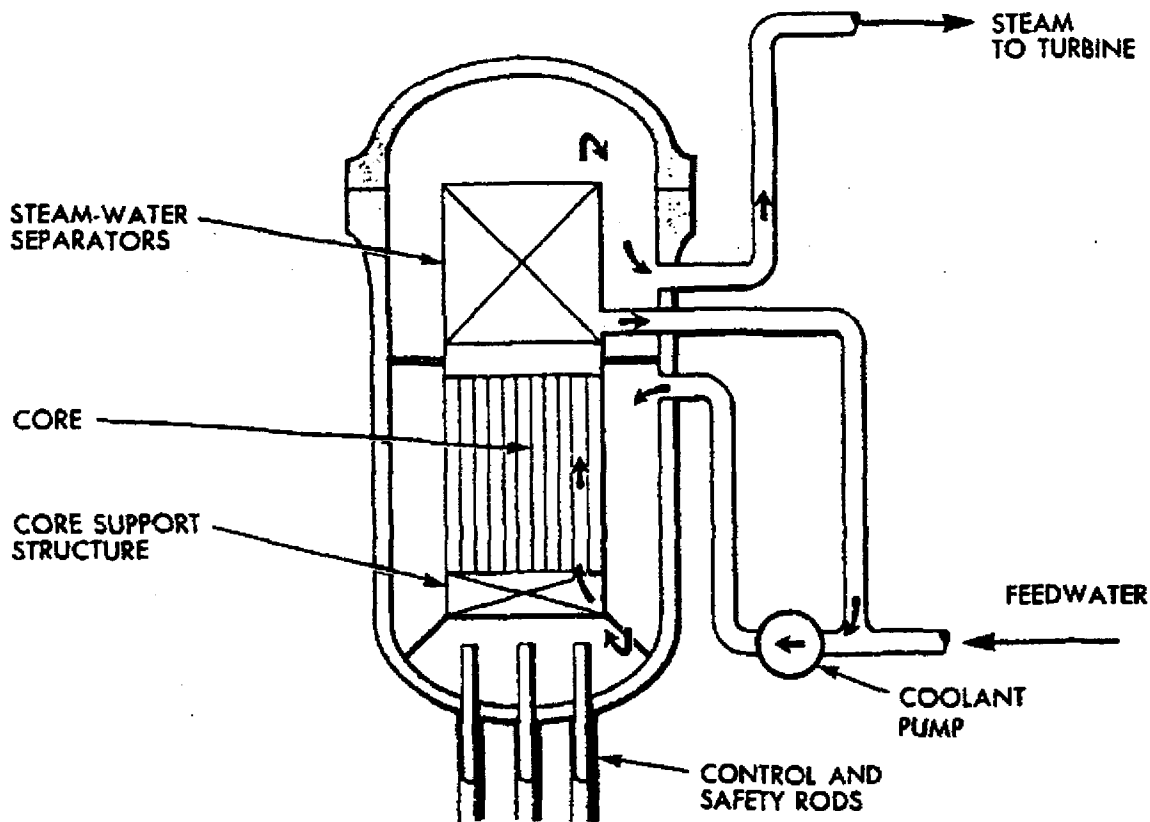 STEAM
TO TURBINE
STEAM-WATER
SEPARATORS
CORE
CORE SUPPORT
STRUCTURE
FEEDWATER
COOLANT
PUMP
CONTROL AND
SAFETY RODS